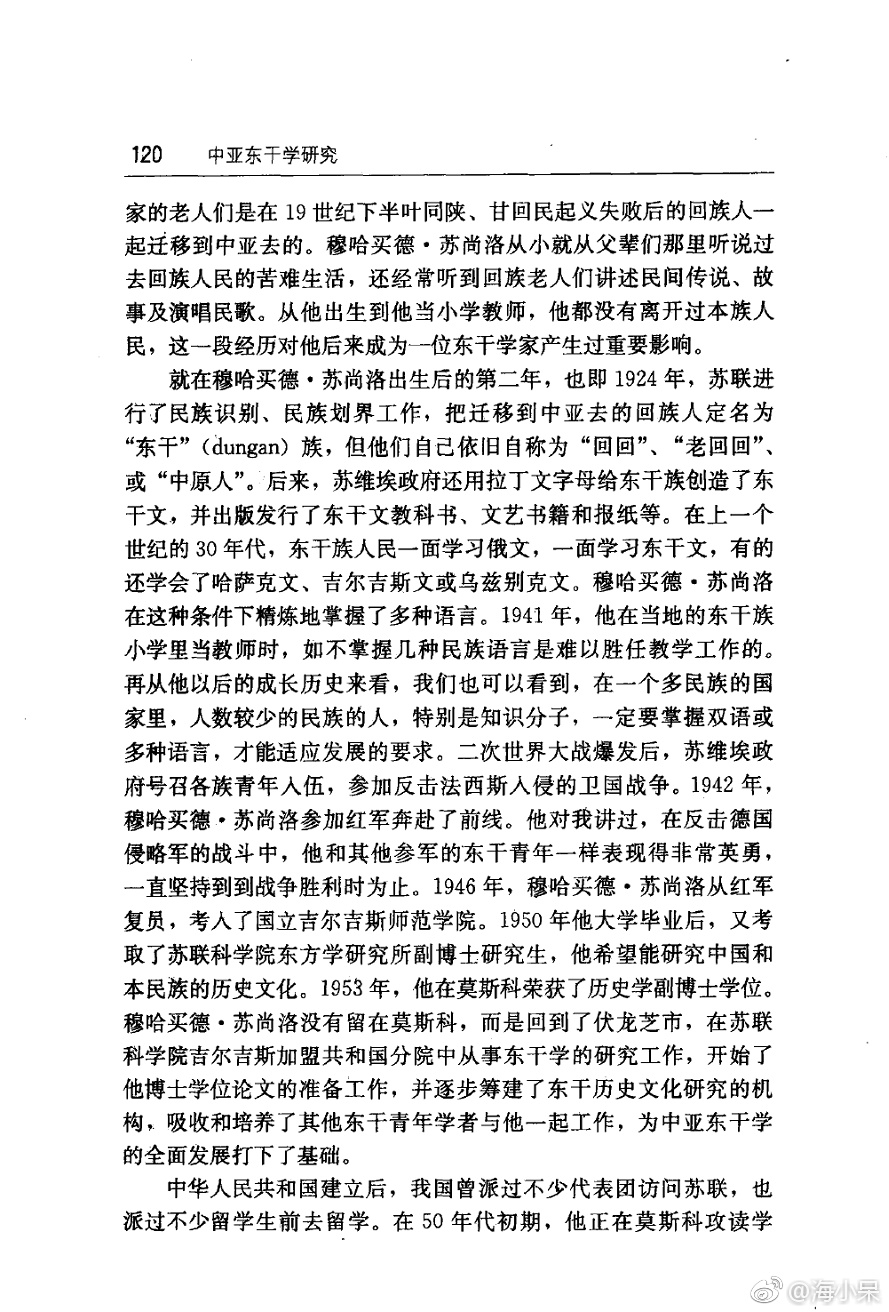 120 中亚东干学研究
家的老人们是在 19 世纪下半叶同陕、甘回民起义失败后的回族人一
起迁移到中亚去的。穆哈买德·苏尚洛从小就从父辈们那里听说过
去回族人民的苦难生活，还经常听到回族老人们讲述民间传说、故
事及演唱民歌。从他出生到他当小学教师，他都没有离开过本族人
民，这一段经历对他后来成为一位东干学家产生过重要影响。
就在穆哈买德·苏尚洛出生后的第二年，也即 1924 年，苏联进
行了民族识别、民族划界工作，把迁移到中亚去的回族人定名为
“东干”（dungan）族，但他们自己依旧自称为“回回”、“老回回”、
或“中原人”。后来，苏维埃政府还用拉丁文字母给东干族创造了东
干文，并出版发行了东干文教科书、文艺书籍和报纸等。在上一个
世纪的 30 年代，东干族人民一面学习俄文，一面学习东干文，有的
还学会了哈萨克文、吉尔吉斯文或乌兹别克文。穆哈买德·苏尚洛
在这种条件下精炼地掌握了多种语言。1941 年，他在当地的东干族
小学里当教师时，如不掌握几种民族语言是难以胜任教学工作的。
再从他以后的成长历史来看，我们也可以看到，在一个多民族的国
家里，人数较少的民族的人，特别是知识分子，一定要掌握双语或
多种语言，才能适应发展的要求。二次世界大战爆发后，苏维埃政
府号召各族青年入伍，参加反击法西斯入侵的卫国战争。1942 年，
穆哈买德·苏尚洛参加红军奔赴了前线。他对我讲过，在反击德国
侵略军的战斗中，他和其他参军的东干青年一样表现得非常英勇，
一直坚持到到战争胜利时为止。1946 年，穆哈买德·苏尚洛从红军
复员，考入了国立吉尔吉斯师范学院。1950 年他大学毕业后，又考
取了苏联科学院东方学研究所副博士研究生，他希望能研究中国和
本民族的历史文化。1953 年，他在莫斯科荣获了历史学副博士学位。
穆哈买德·苏尚洛没有留在莫斯科，而是回到了伏龙芝市，在苏联
科学院吉尔吉斯加盟共和国分院中从事东干学的研究工作，开始了
他博士学位论文的准备工作，并逐步筹建了东干历史文化研究的机
构，吸收和培养了其他东干青年学者与他一起工作，为中亚东干学
的全面发展打下了基础。
中华人民共和国建立后，我国曾派过不少代表团访问苏联，也
派过不少留学生前去留学。在 50 年代初期，他正在莫斯科攻读学
@海小呆